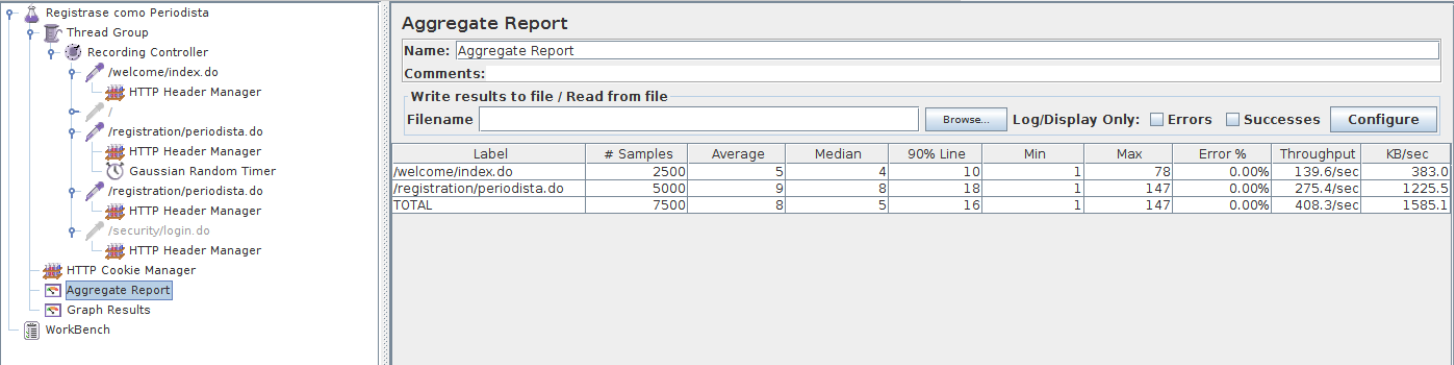 Registrase como Periodista
Thread Group
Recording Controller
/welcome/index.do
HTTP Header Manager
/
/registration/periodista.do
HTTP Header Manager
Gaussian Random Timer
/registration/periodista.do
HTTP Header Manager
/security/login.do
HTTP Header Manager
HTTP Cookie Manager
Aggregate Report
Graph Results
WorkBench
Aggregate Report
Name: Aggregate Report
Comments:
Write results to file / Read from file
Filename Browse... Log/Display Only: Errors Successes Configure
Label # Samples Average Median 90% Line Min Max Error % Throughput KB/sec
/welcome/index.do 2500 5 4 10 1 78 0.00% 139.6/sec 383.0
/registration/periodista.do 5000 9 8 18 1 147 0.00% 275.4/sec 1225.5
TOTAL 7500 8 5 16 1 147 0.00% 408.3/sec 1585.1